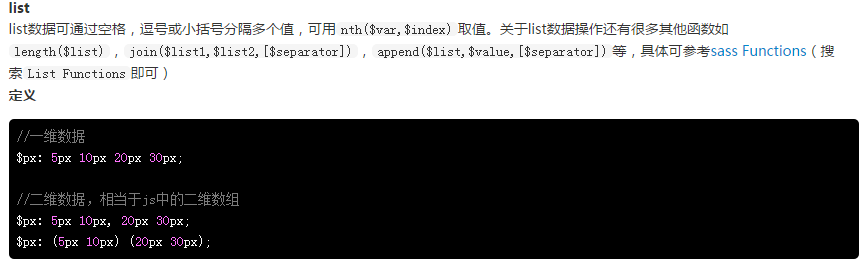 list
list数据可通过空格，逗号或小括号分隔多个值，可用 nth($var,$index) 取值。关于list数据操作还有很多其他函数如
length($list) ，join($list1,$list2,[$separator]) ，append($list,$value,[$separator]) 等，具体可参考sass Functions（搜
索 List Functions 即可）
定义
//一维数据
$px: 5px 10px 20px 30px;
//二维数据，相当于js中的二维数组
$px: 5px 10px, 20px 30px;
$px: (5px 10px) (20px 30px);